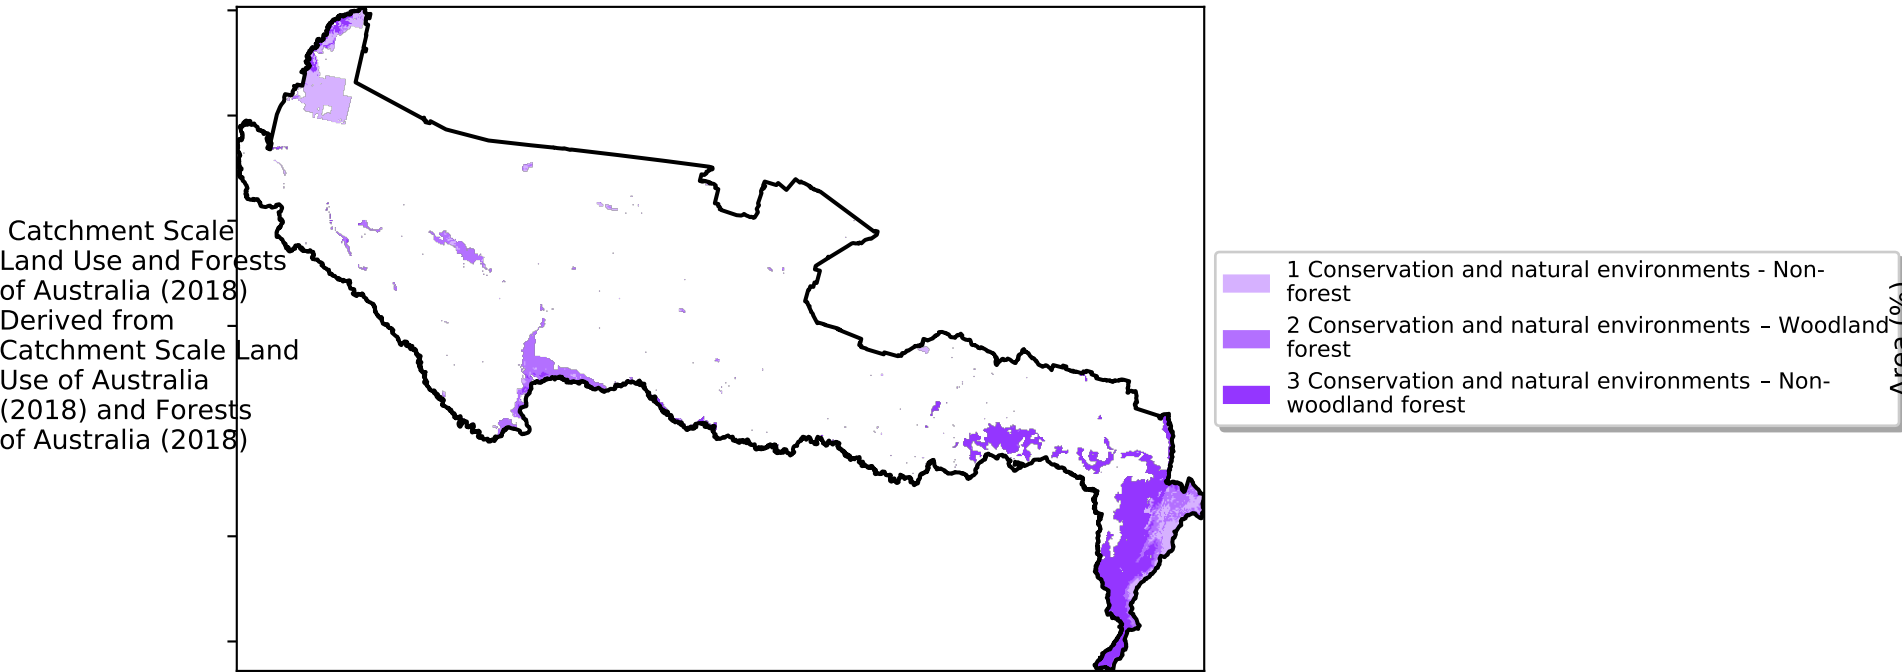 Catchment Scale
Land Use and Forests
of Australia (2018)
Derived from
Catchment Scale Land
Use of Australia
(2018) and Forests
of Australia (2018)
1 Conservation and natural environments - Non-
forest
2 Conservation and natural environments – Woodland
forest
3 Conservation and natural environments – Non-
woodland forest
Area (%)